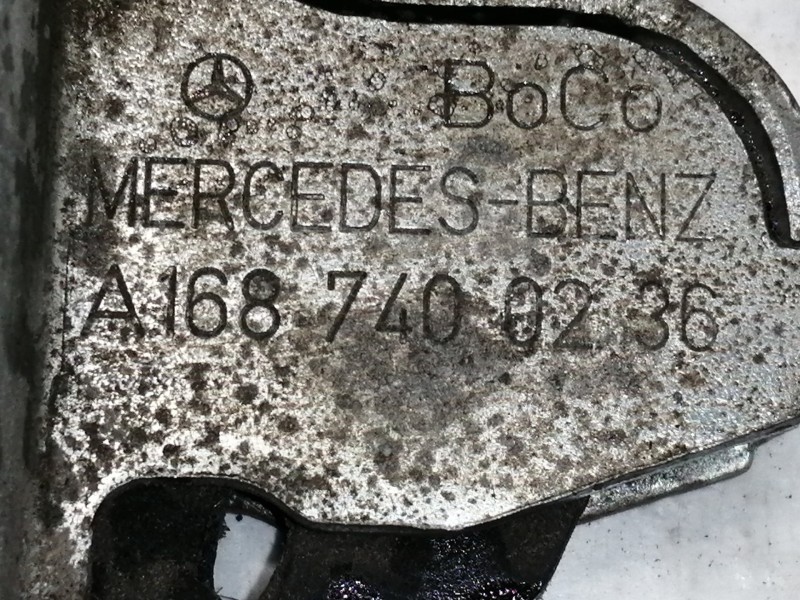 BoCo
MERCEDES-BENZ
A 168 740 02 36